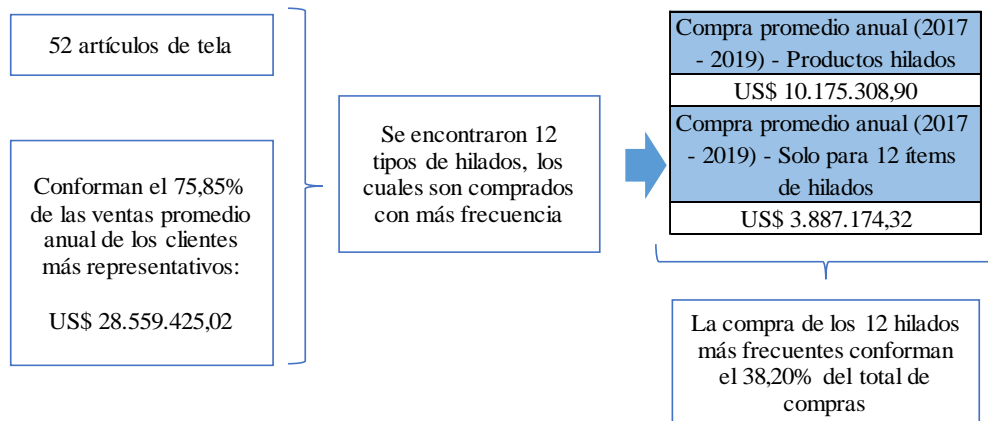 52 artículos de tela
Conforman el 75,85%
de las ventas promedio
anual de los clientes
más representativos:
US$ 28.559.425,02
Se encontraron 12
tipos de hilados, los
cuales son comprados
con más frecuencia
Compra promedio anual (2017
- 2019) - Productos hilados
US$ 10.175.308,90
Compra promedio anual (2017
- 2019) - Solo para 12 ítems
de hilados
US$ 3.887.174,32
La compra de los 12 hilados
más frecuentes conforman
el 38,20% del total de
compras